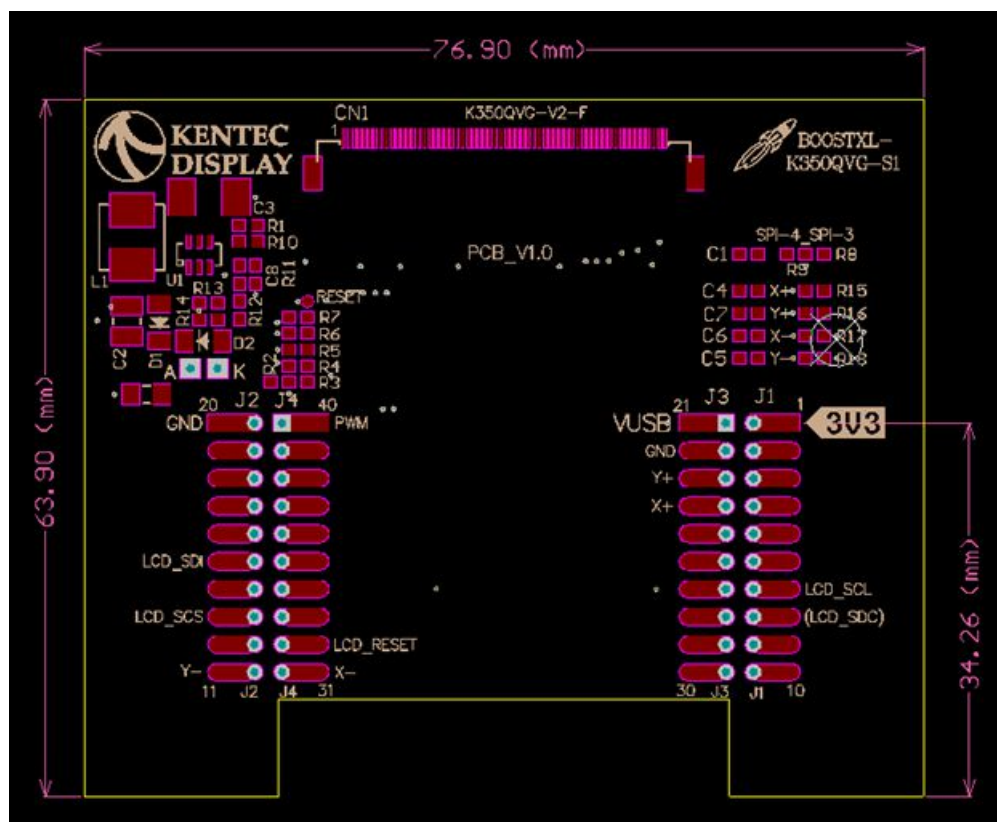 76.90 (mm)
CN1
K350QVG-V2-F
1
KENTEC
DISPLAY
BOOSTXL-
K350QVG-S1
C3
R1
R10
SPI-4_SPI-3
PCB_V1.0
C1
R8
R9
L1
U1
C8
R11
R13
RESET
C4
X+
R15
R14
R12
R7
C7
Y+
R16
R6
C6
X-
R17
C2
D1
D2
R5
C5
Y-
R18
R2
R4
A
K
R3
20
J2
J4
40
21
J3
J1
1
GND
PWM
VUSB
3V3
GND
Y+
X+
63.90 (mm)
LCD_SDI
LCD_SCL
LCD_SCS
(LCD_SDC)
LCD_RESET
34.26 (mm)
Y-
X-
11
J2
J4
31
30
J3
J1
10